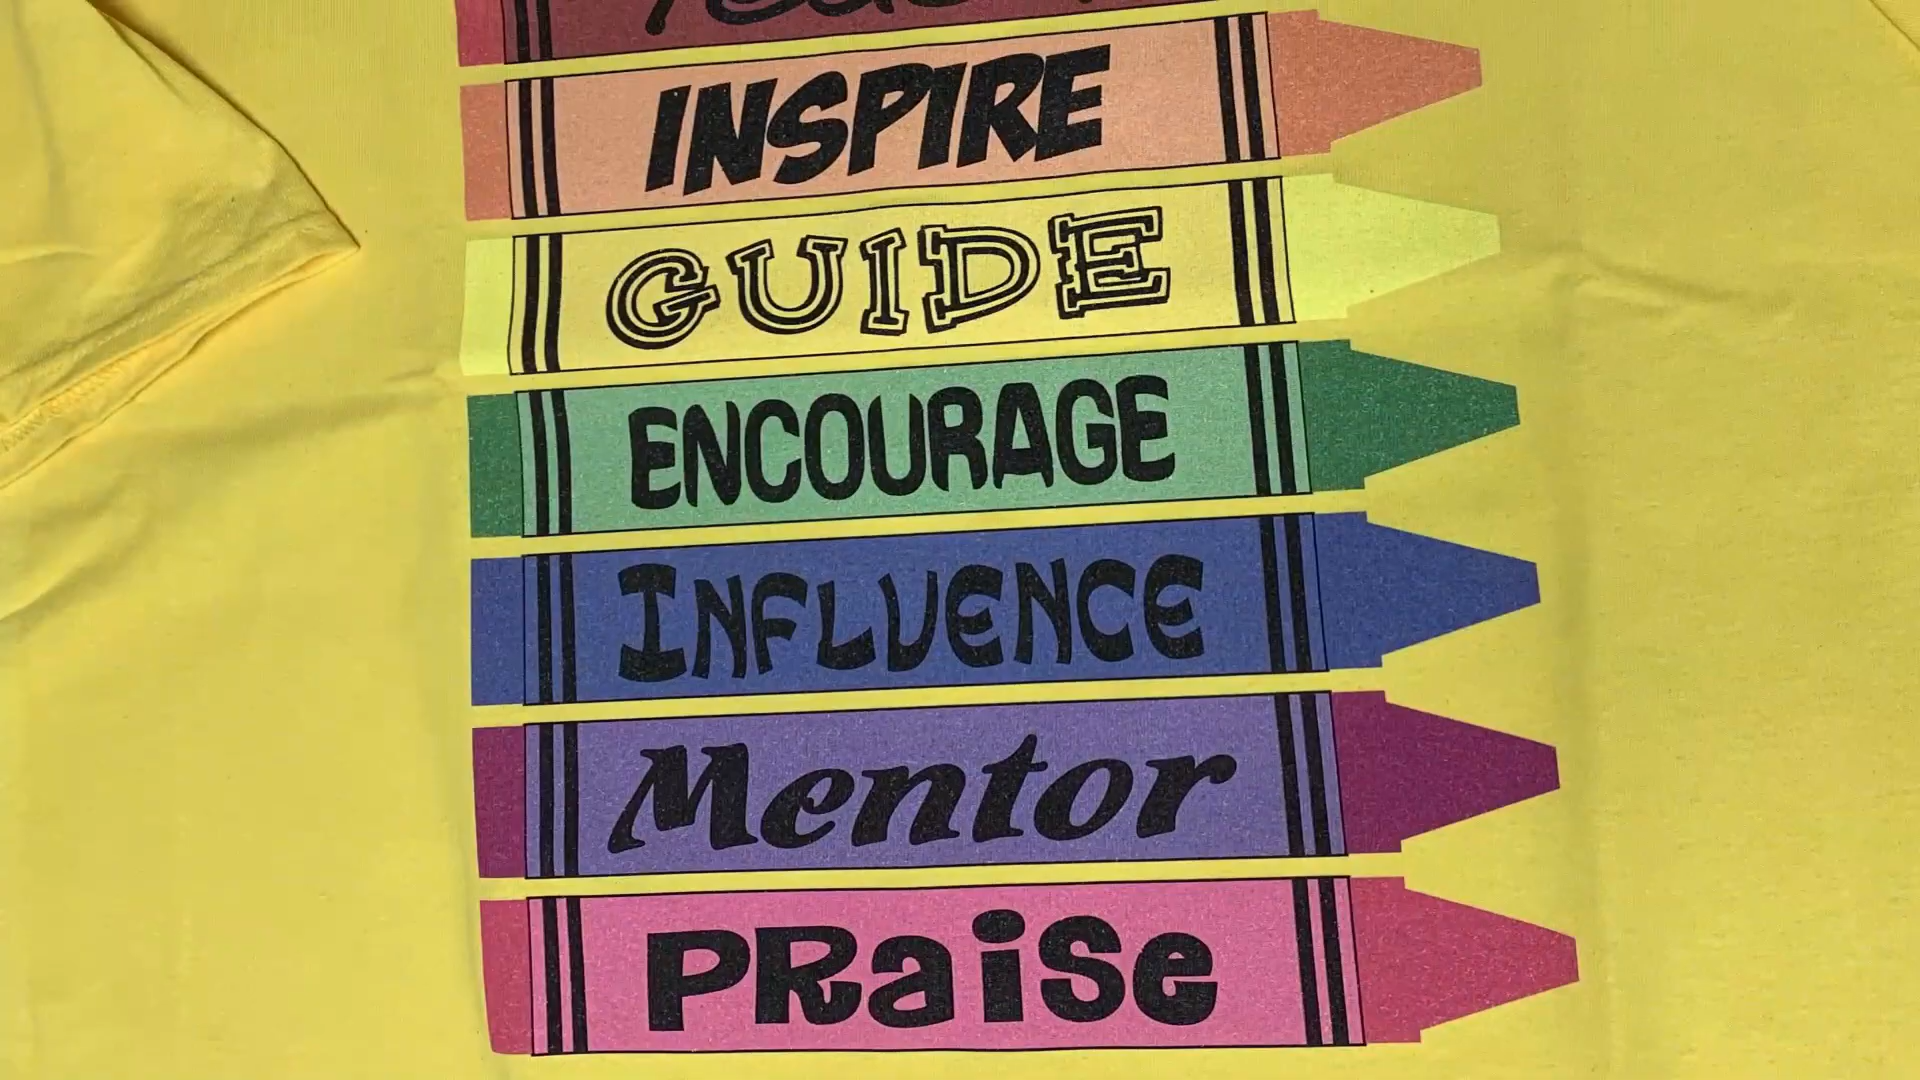 INSPIRE
GUIDE
ENCOURAGE
INFLUENCE
Mentor
PRaiSe